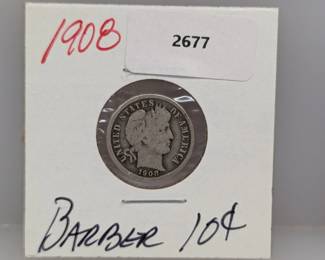 1908
2677
UNITED STATES OF AMERICA
1908
BARBER 10¢